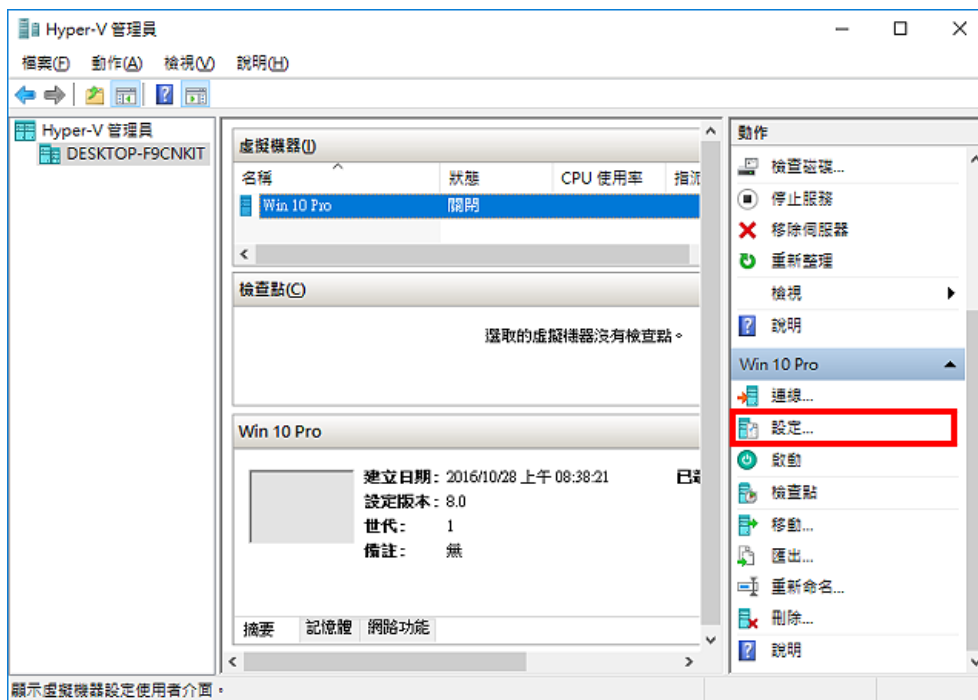 Hyper-V 管理員
檔案(F) 動作(A) 檢視(V) 說明(H)
Hyper-V 管理員
DESKTOP-F9CNKIT
虛擬機器(I)
名稱 狀態 CPU 使用率 指派
Win 10 Pro 關閉
檢查點(C)
選取的虛擬機器沒有檢查點。
Win 10 Pro
建立日期: 2016/10/28 上午 08:38:21
設定版本: 8.0
世代: 1
備註: 無
摘要 記憶體 網路功能
動作
檢查磁碟...
停止服務
移除伺服器
重新整理
檢視
說明
Win 10 Pro
連線...
設定...
啟動
檢查點
移動...
匯出...
重新命名...
刪除...
說明
顯示虛擬機器設定使用者介面。